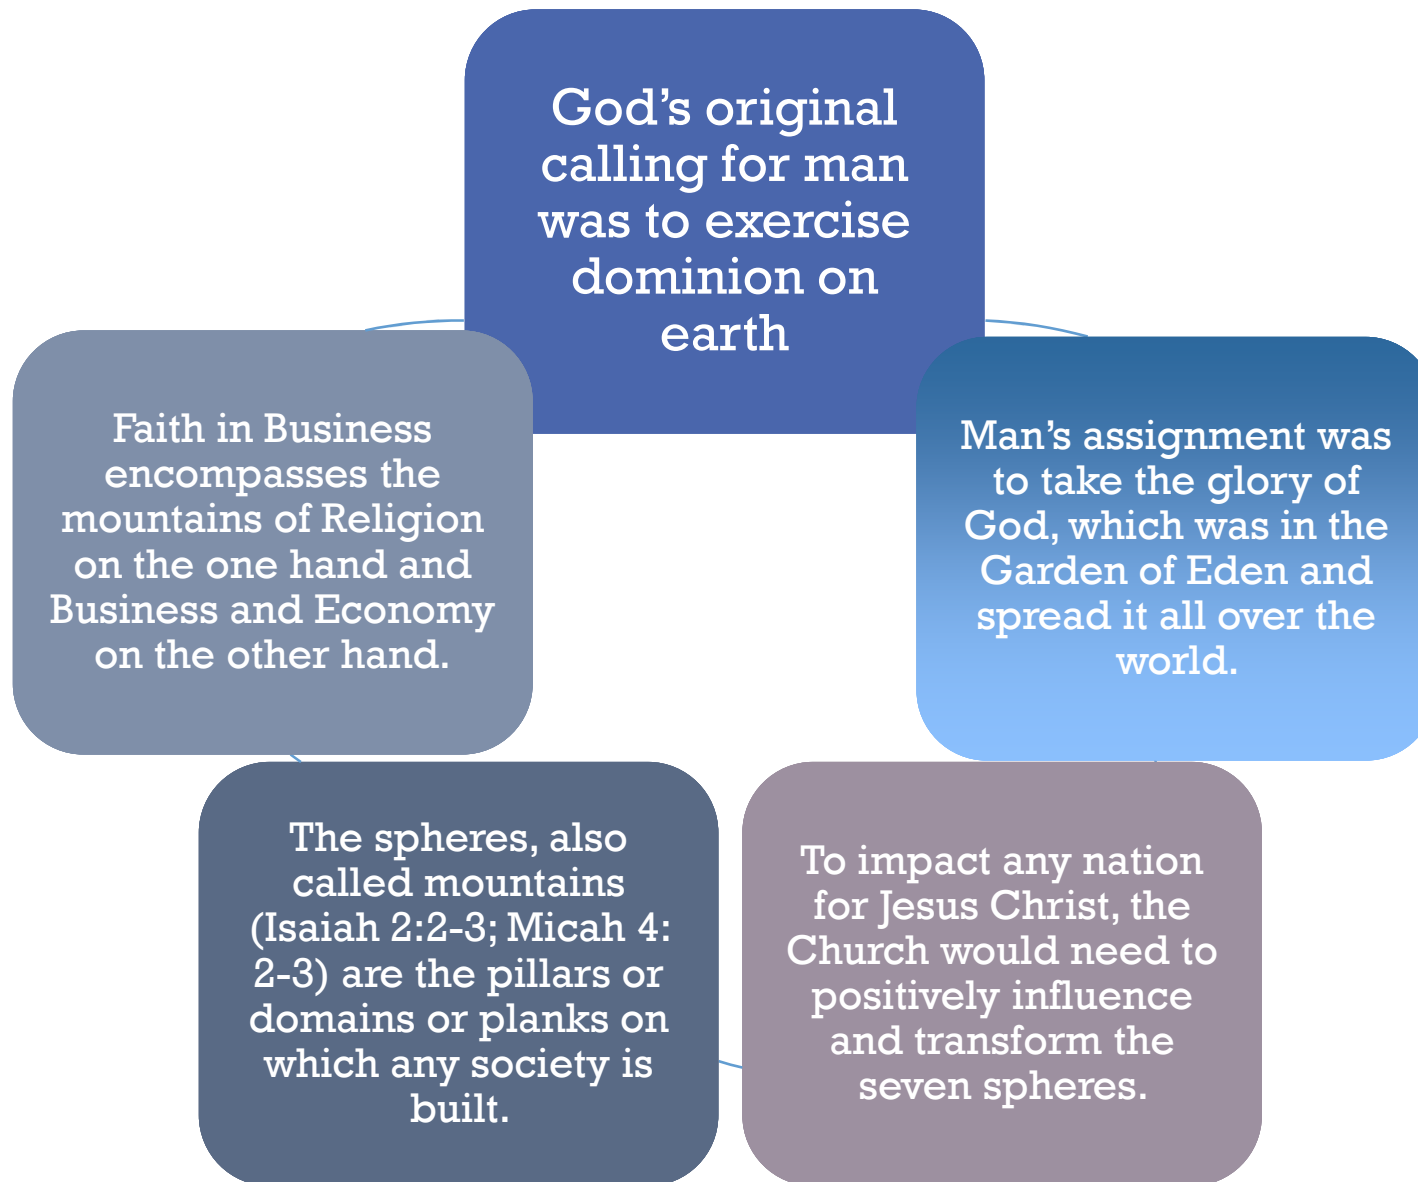 God’s original
calling for man
was to exercise
dominion on
earth
Man’s assignment was
to take the glory of
God, which was in the
Garden of Eden and
spread it all over the
world.
To impact any nation
for Jesus Christ, the
Church would need to
positively influence
and transform the
seven spheres.
The spheres, also
called mountains
(Isaiah 2:2-3; Micah 4:
2-3) are the pillars or
domains or planks on
which any society is
built.
Faith in Business
encompasses the
mountains of Religion
on the one hand and
Business and Economy
on the other hand.